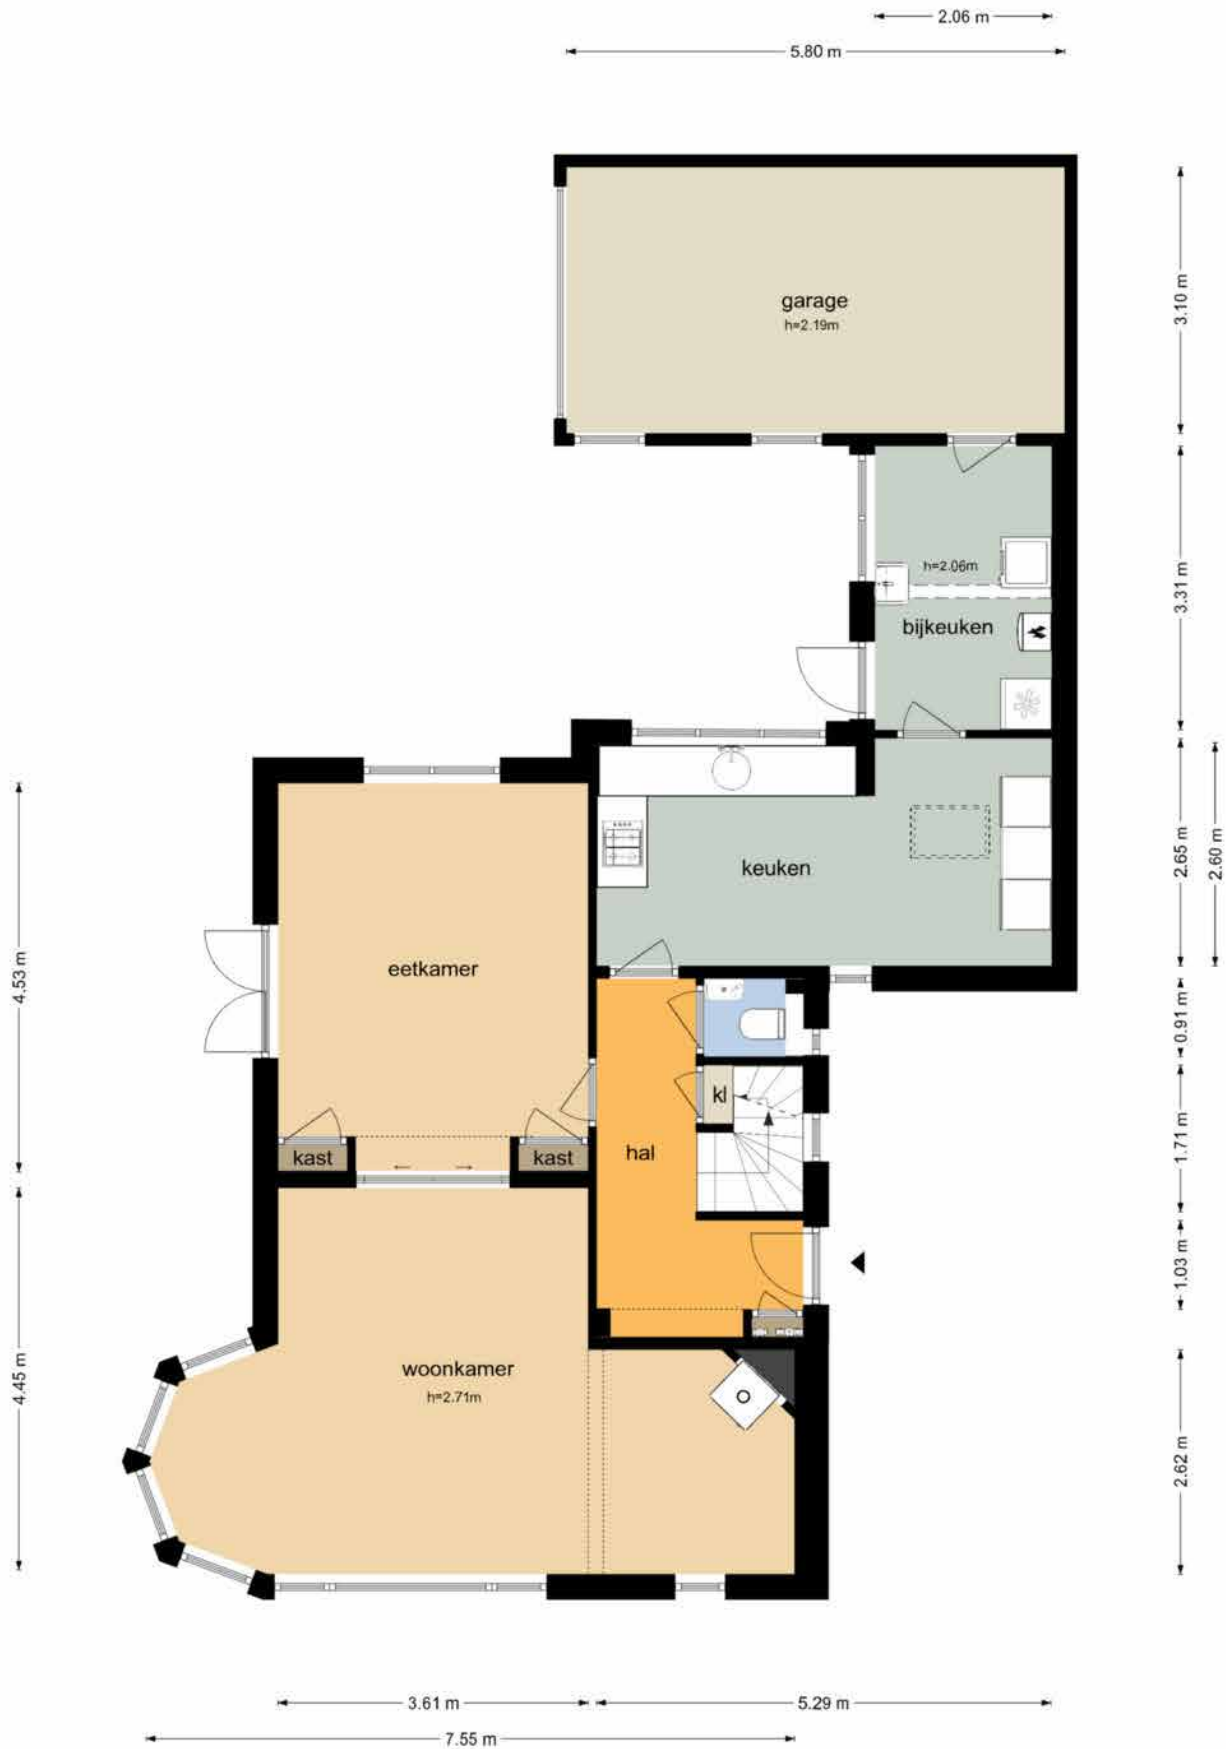 2.06 m
5.80 m
garage
h=2.19m
3.10 m
h=2.06m
3.31 m
bijkeuken
keuken
2.65 m
2.60 m
eetkamer
4.53 m
0.91 m
kl
hal
1.71 m
kast
kast
1.03 m
woonkamer
h=2.71m
4.45 m
2.62 m
3.61 m
5.29 m
7.55 m